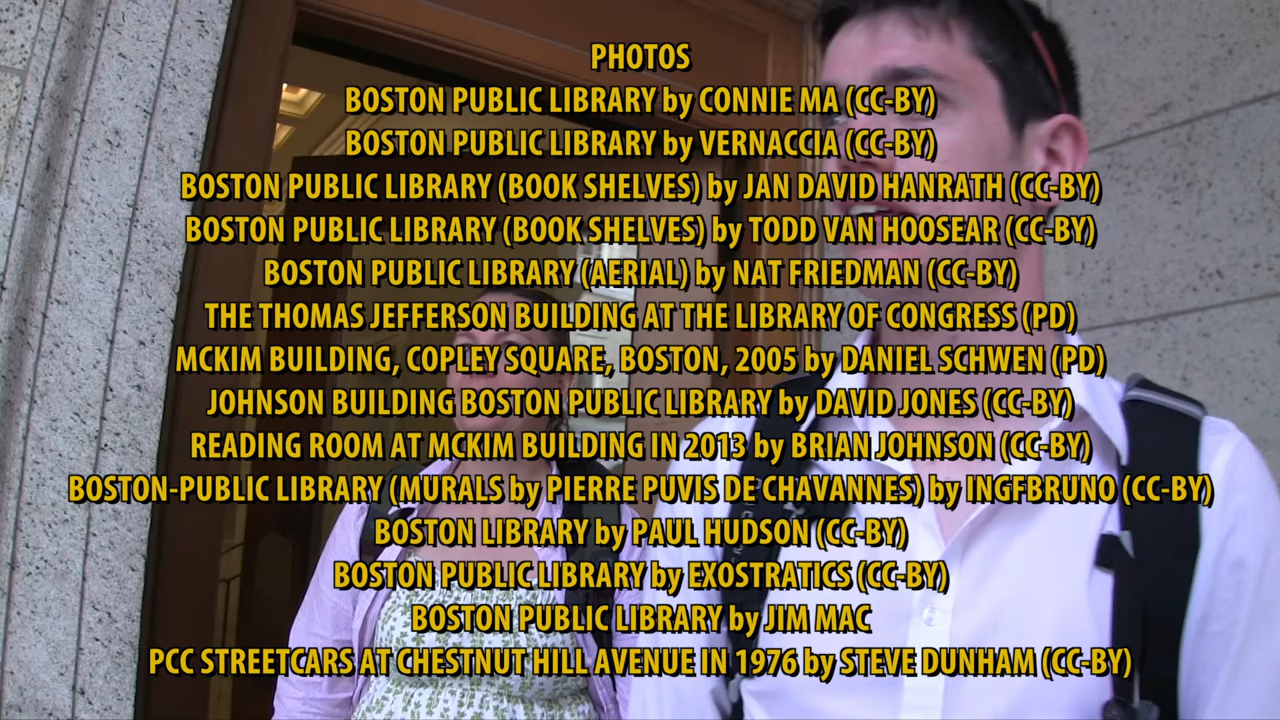 PHOTOS
BOSTON PUBLIC LIBRARY by CONNIE MA (CC-BY)
BOSTON PUBLIC LIBRARY by VERNACCIA (CC-BY)
BOSTON PUBLIC LIBRARY (BOOK SHELVES) by JAN DAVID HANRATH (CC-BY)
BOSTON PUBLIC LIBRARY (BOOK SHELVES) by TODD VAN HOOSEAR (CC-BY)
BOSTON PUBLIC LIBRARY (AERIAL) by NAT FRIEDMAN (CC-BY)
THE THOMAS JEFFERSON BUILDING AT THE LIBRARY OF CONGRESS (PD)
MCKIM BUILDING, COPLEY SQUARE, BOSTON, 2005 by DANIEL SCHWEN (PD)
JOHNSON BUILDING BOSTON PUBLIC LIBRARY by DAVID JONES (CC-BY)
READING ROOM AT MCKIM BUILDING IN 2013 by BRIAN JOHNSON (CC-BY)
BOSTON-PUBLIC LIBRARY (MURALS by PIERRE PUVIS DE CHAVANNES) by INGFBRUNO (CC-BY)
BOSTON LIBRARY by PAUL HUDSON (CC-BY)
BOSTON PUBLIC LIBRARY by EXOSTRATICS (CC-BY)
BOSTON PUBLIC LIBRARY by JIM MAC
PCC STREETCARS AT CHESTNUT HILL AVENUE IN 1976 by STEVE DUNHAM (CC-BY)